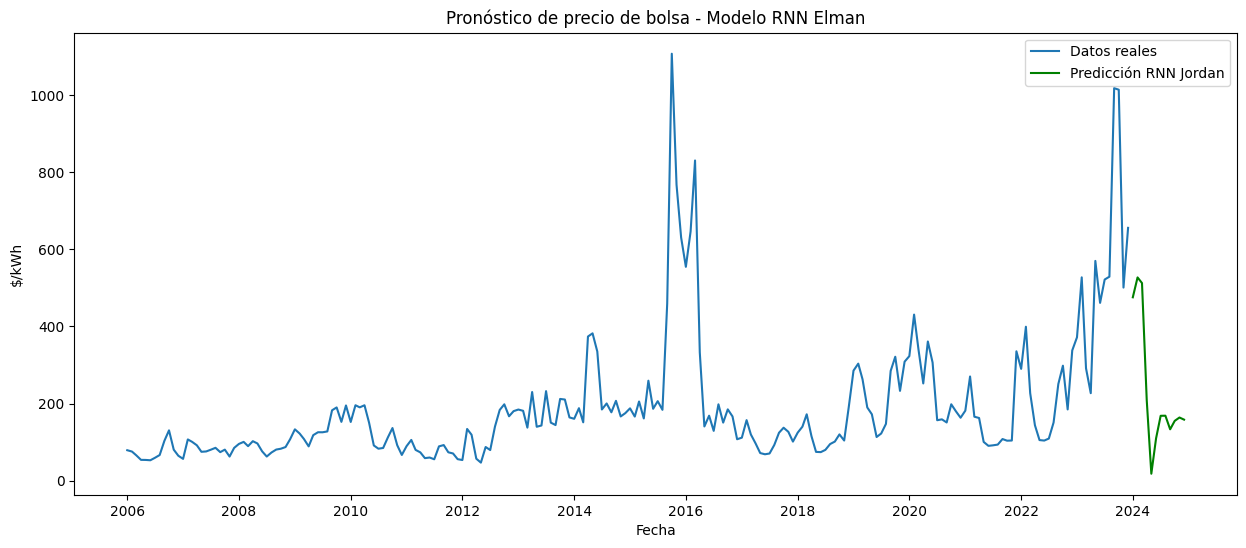 Pronóstico de precio de bolsa - Modelo RNN Elman
Datos reales
Predicción RNN Jordan
1000
800
600
400
200
0
$/kWh
2006 2008 2010 2012 2014 2016 2018 2020 2022 2024
Fecha